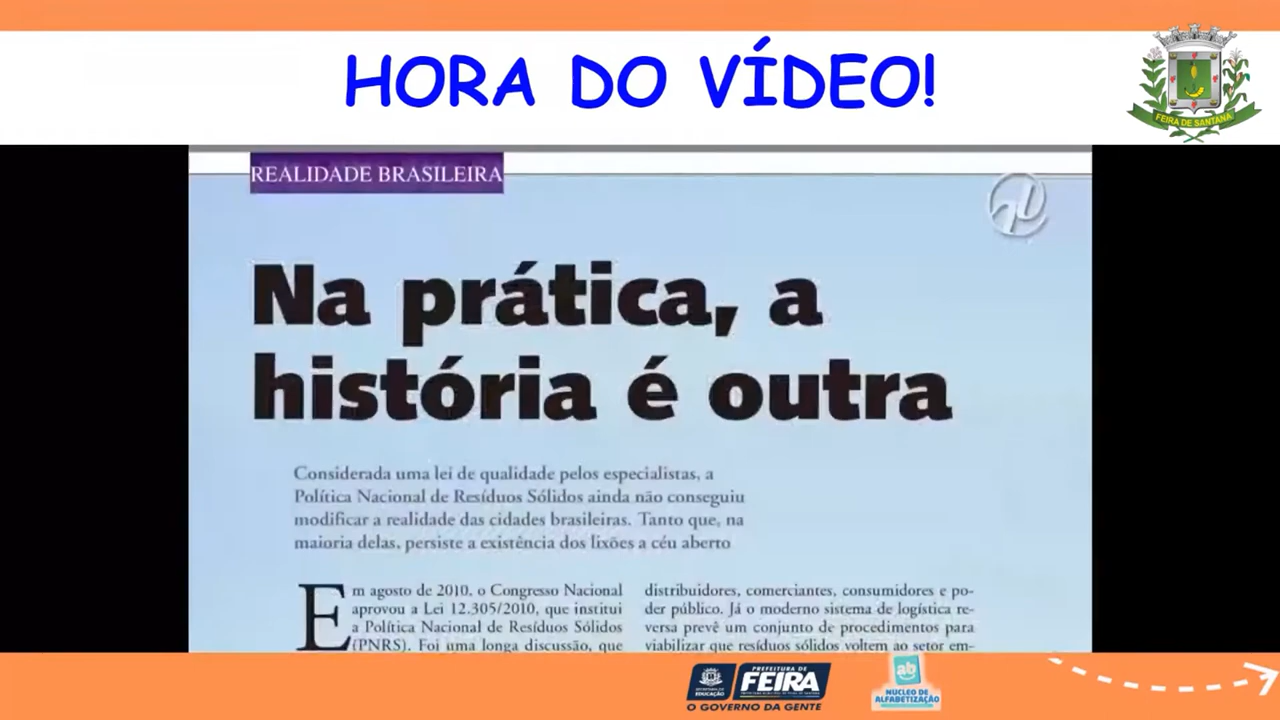 HORA DO VÍDEO!
FEIRA DE SANTANA
REALIDADE BRASILEIRA
Na prática, a
história é outra
Considerada uma lei de qualidade pelos especialistas, a
Política Nacional de Resíduos Sólidos ainda não conseguiu
modificar a realidade das cidades brasileiras. Tanto que, na
maioria delas, persiste a existência dos lixões a céu aberto
Em agosto de 2010, o Congresso Nacional
aprovou a Lei 12.305/2010, que institui
a Política Nacional de Resíduos Sólidos
(PNRS). Foi uma longa discussão, que
distribuidores, comerciantes, consumidores e po-
der público. Já o moderno sistema de logística re-
versa prevê um conjunto de procedimentos para
viabilizar que resíduos sólidos voltem ao setor em-
SECRETARIA DE
EDUCAÇÃO
PREFEITURA DE
FEIRA
O GOVERNO DA GENTE
ab
NÚCLEO DE
ALFABETIZAÇÃO